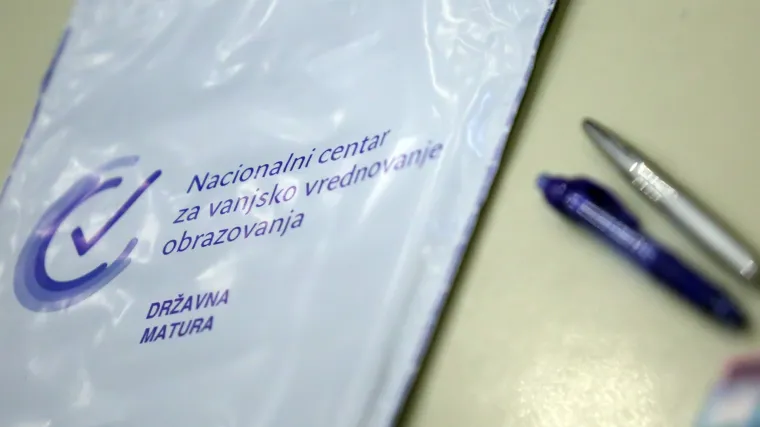 Nacionalni centar
za vanjsko vrednovanje
obrazovanja
DRŽAVNA
MATURA